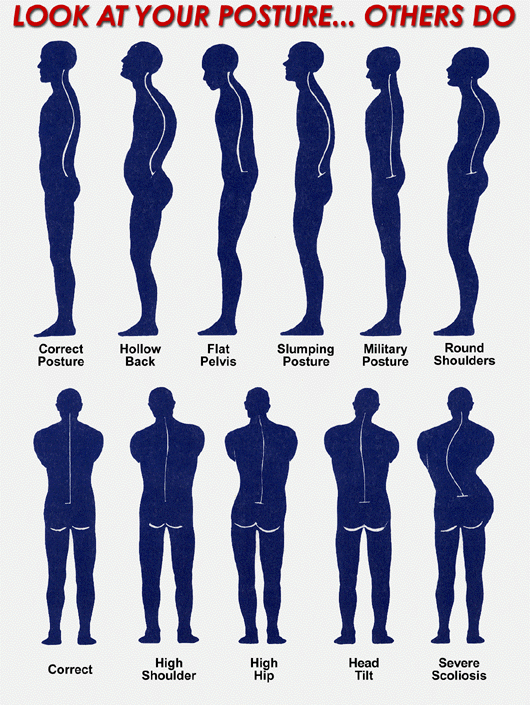 LOOK AT YOUR POSTURE... OTHERS DO
Correct
Posture
Hollow
Back
Flat
Pelvis
Slumping
Posture
Military
Posture
Round
Shoulders
Correct
High
Shoulder
High
Hip
Head
Tilt
Severe
Scoliosis